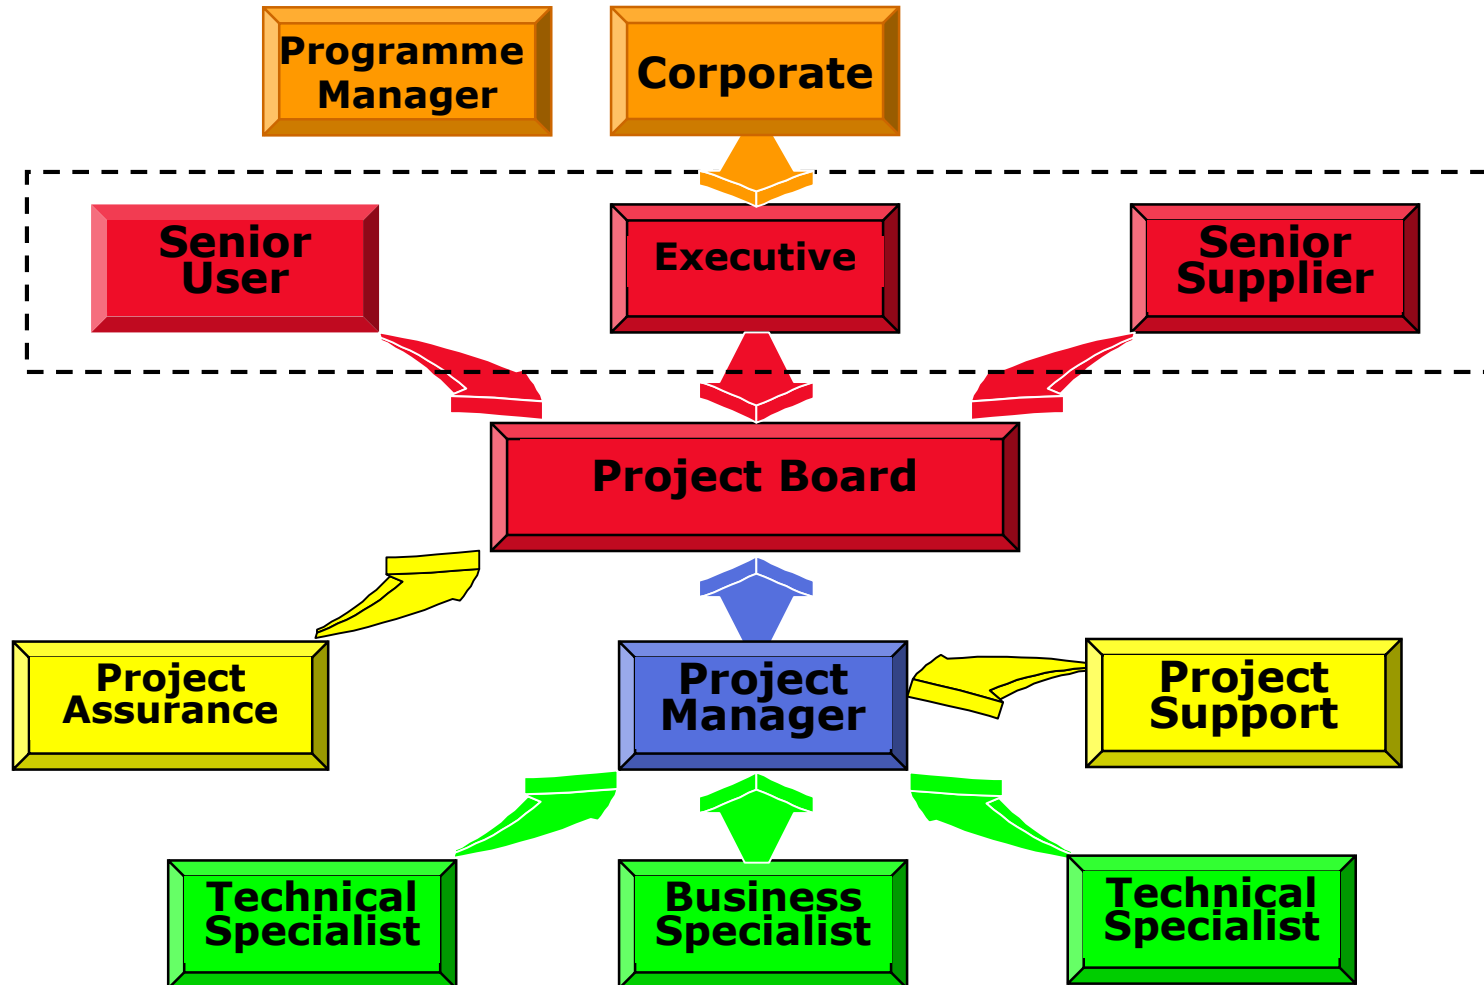 Programme
Manager
Corporate
Senior
User
Executive
Senior
Supplier
Project Board
Project
Assurance
Project
Manager
Project
Support
Technical
Specialist
Business
Specialist
Technical
Specialist